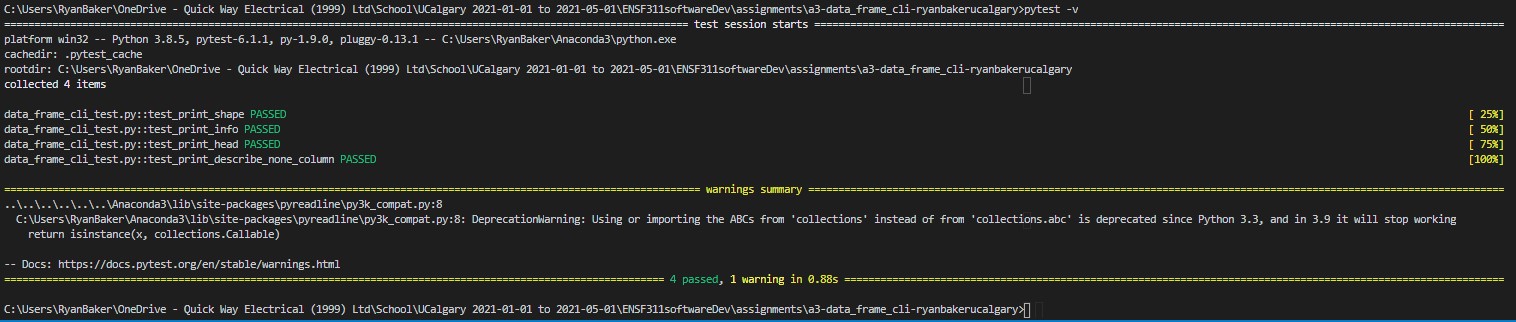 C:\Users\RyanBaker\OneDrive - Quick Way Electrical (1999) Ltd\School\UCalgary 2021-01-01 to 2021-05-01\ENSF311softwareDev\assignments\a3-data_frame_cli-ryanbakerucalgary>pytest -v
================================ test session starts ================================
platform win32 -- Python 3.8.5, pytest-6.1.1, py-1.9.0, pluggy-0.13.1 -- C:\Users\RyanBaker\Anaconda3\python.exe
cachedir: .pytest_cache
rootdir: C:\Users\RyanBaker\OneDrive - Quick Way Electrical (1999) Ltd\School\UCalgary 2021-01-01 to 2021-05-01\ENSF311softwareDev\assignments\a3-data_frame_cli-ryanbakerucalgary
collected 4 items
data_frame_cli_test.py::test_print_shape PASSED [ 25%]
data_frame_cli_test.py::test_print_info PASSED [ 50%]
data_frame_cli_test.py::test_print_head PASSED [ 75%]
data_frame_cli_test.py::test_print_describe_none_column PASSED [100%]
================================ warnings summary ================================
..\..\..\..\..\..\Anaconda3\lib\site-packages\pyreadline\py3k_compat.py:8
C:\Users\RyanBaker\Anaconda3\lib\site-packages\pyreadline\py3k_compat.py:8: DeprecationWarning: Using or importing the ABCs from 'collections' instead of from 'collections.abc' is deprecated since Python 3.3, and in 3.9 it will stop working
return isinstance(x, collections.Callable)
-- Docs: https://docs.pytest.org/en/stable/warnings.html
================================ 4 passed, 1 warning in 0.88s ================================
C:\Users\RyanBaker\OneDrive - Quick Way Electrical (1999) Ltd\School\UCalgary 2021-01-01 to 2021-05-01\ENSF311softwareDev\assignments\a3-data_frame_cli-ryanbakerucalgary>